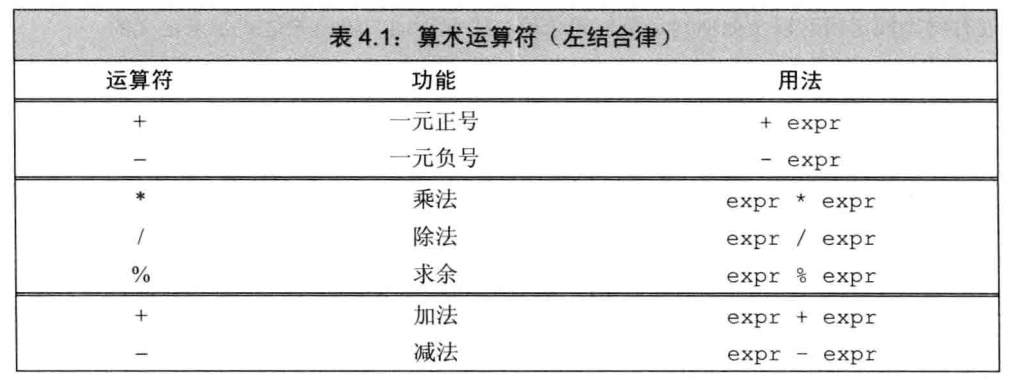 表 4.1：算术运算符（左结合律）
运算符 功能 用法
+ 一元正号 + expr
− 一元负号 - expr
* 乘法 expr * expr
/ 除法 expr / expr
% 求余 expr % expr
+ 加法 expr + expr
− 减法 expr - expr